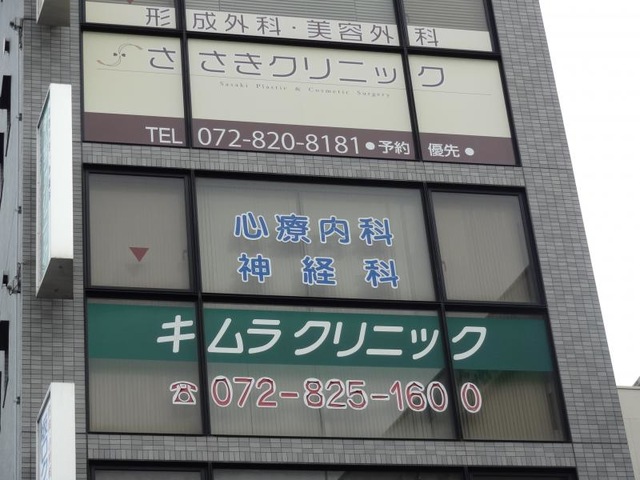 形成外科・美容外科
ささきクリニック
Sasaki Plastic & Cosmetic Surgery
TEL 072-820-8181 ●予約優先●
心療内科
神経科
キムラクリニック
☎072-825-1600